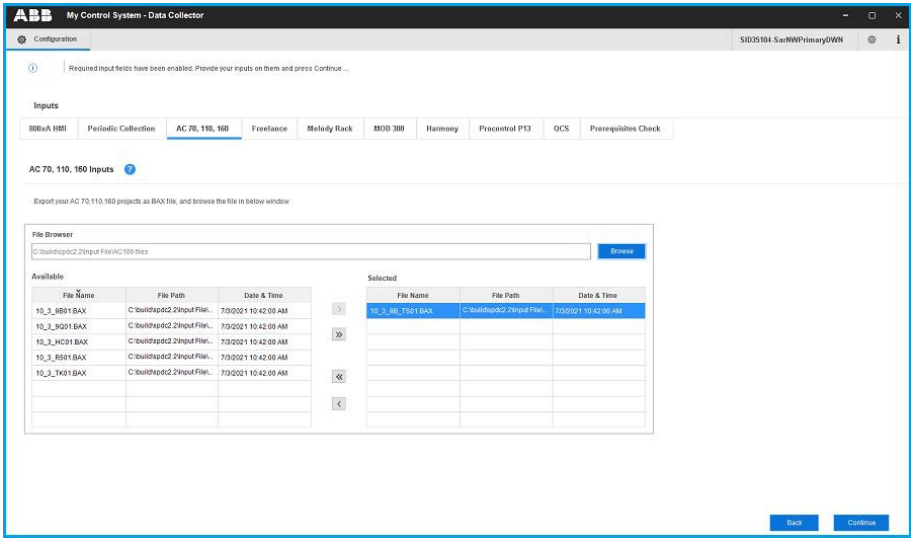 ABB My Control System - Data Collector
Configuration SID35104-SarNWPrimaryDWN
Required input fields have been enabled. Provide your inputs on them and press Continue ...
Inputs
800xA HMI Periodic Collection AC 70, 110, 160 Freelance Melody Rack MOD 300 Harmony Procontrol P13 QCS Prerequisites Check
AC 70, 110, 160 Inputs ?
Export your AC 70,110,160 projects as BAX file, and browse the file in below window
File Browser
C:\build\spdc2.2\Input File\AC100 files Browse
Available Selected
File Name File Path Date & Time File Name File Path Date & Time
10_3_9B01.BAX C:\build\spdc2.2\Input File\... 7/3/2021 10:42:00 AM > 10_3_9B_TS01.BAX C:\build\spdc2.2\Input File\... 7/3/2021 10:42:00 AM
10_3_9Q01.BAX C:\build\spdc2.2\Input File\... 7/3/2021 10:42:00 AM
10_3_HC01.BAX C:\build\spdc2.2\Input File\... 7/3/2021 10:42:00 AM
10_3_RS01.BAX C:\build\spdc2.2\Input File\... 7/3/2021 10:42:00 AM
10_3_TK01.BAX C:\build\spdc2.2\Input File\... 7/3/2021 10:42:00 AM
Back Continue